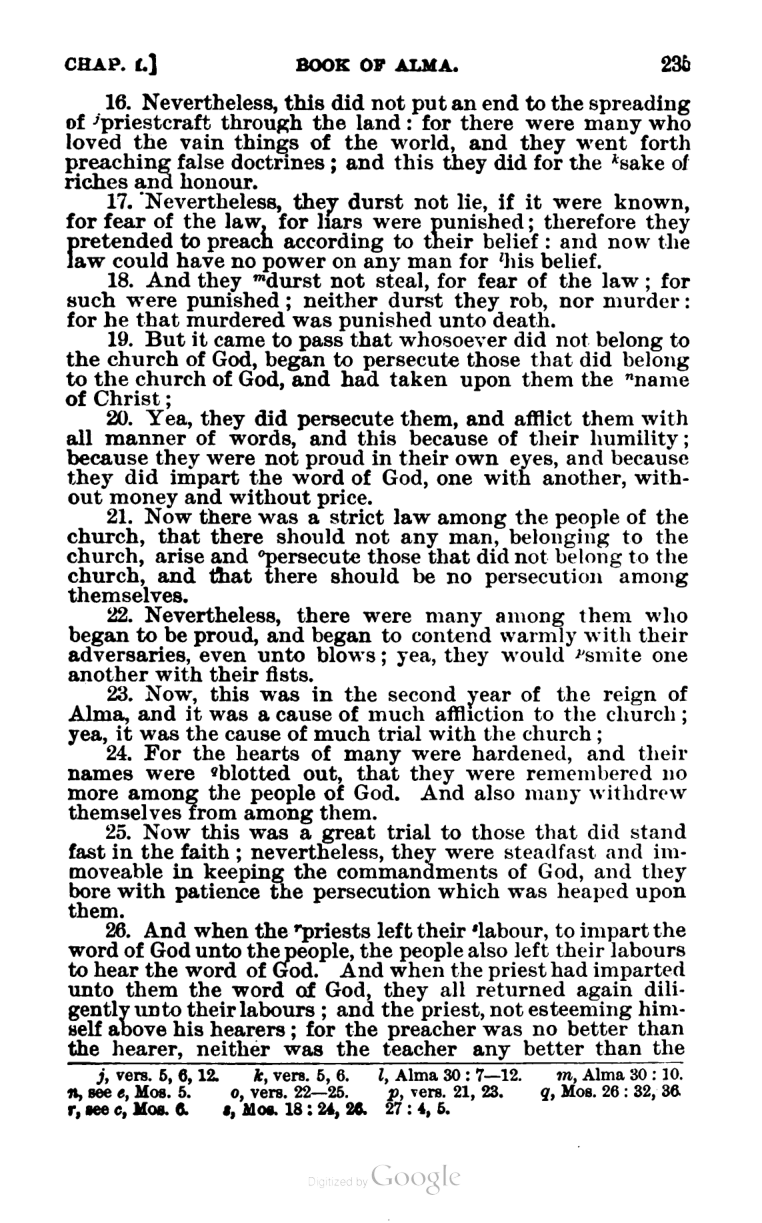 CHAP. I.] BOOK OF ALMA. 235
16. Nevertheless, this did not put an end to the spreading
of ʲpriestcraft through the land: for there were many who
loved the vain things of the world, and they went forth
preaching false doctrines; and this they did for the ᵏsake of
riches and honour.
17. Nevertheless, they durst not lie, if it were known,
for fear of the law, for liars were punished; therefore they
pretended to preach according to their belief: and now the
law could have no power on any man for ˡhis belief.
18. And they ᵐdurst not steal, for fear of the law; for
such were punished; neither durst they rob, nor murder:
for he that murdered was punished unto death.
19. But it came to pass that whosoever did not belong to
the church of God, began to persecute those that did belong
to the church of God, and had taken upon them the ⁿname
of Christ;
20. Yea, they did persecute them, and afflict them with
all manner of words, and this because of their humility;
because they were not proud in their own eyes, and because
they did impart the word of God, one with another, with-
out money and without price.
21. Now there was a strict law among the people of the
church, that there should not any man, belonging to the
church, arise and ᵒpersecute those that did not belong to the
church, and that there should be no persecution among
themselves.
22. Nevertheless, there were many among them who
began to be proud, and began to contend warmly with their
adversaries, even unto blows; yea, they would ᵖsmite one
another with their fists.
23. Now, this was in the second year of the reign of
Alma, and it was a cause of much affliction to the church;
yea, it was the cause of much trial with the church;
24. For the hearts of many were hardened, and their
names were qblotted out, that they were remembered no
more among the people of God. And also many withdrew
themselves from among them.
25. Now this was a great trial to those that did stand
fast in the faith; nevertheless, they were steadfast and im-
moveable in keeping the commandments of God, and they
bore with patience the persecution which was heaped upon
them.
26. And when the ʳpriests left their ˢlabour, to impart the
word of God unto the people, the people also left their labours
to hear the word of God. And when the priest had imparted
unto them the word of God, they all returned again dili-
gently unto their labours; and the priest, not esteeming him-
self above his hearers; for the preacher was no better than
the hearer, neither was the teacher any better than the
j, vers. 5, 6, 12. k, vers. 5, 6. l, Alma 30: 7—12. m, Alma 30: 10.
n, see e, Mos. 5. o, vers. 22—25. p, vers. 21, 23. q, Mos. 26: 32, 36.
r, see c, Mos. 6. s, Mos. 18: 24, 26. 27: 4, 5.
Digitized by Google